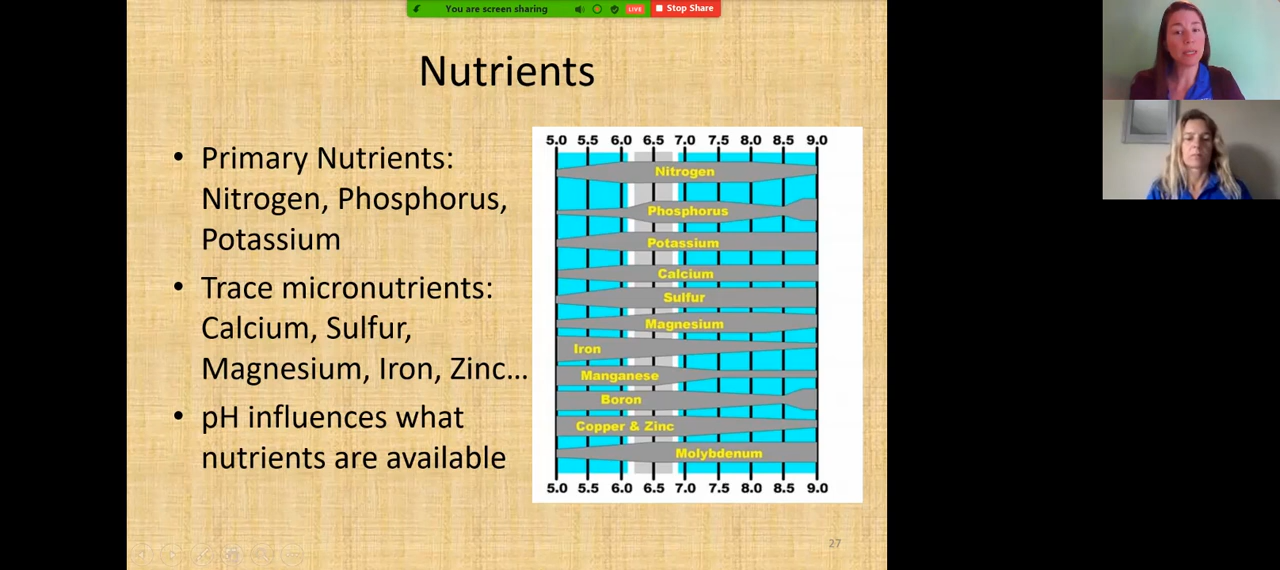 You are screen sharing
LIVE
Stop Share
Nutrients
• Primary Nutrients:
Nitrogen, Phosphorus,
Potassium
• Trace micronutrients:
Calcium, Sulfur,
Magnesium, Iron, Zinc...
• pH influences what
nutrients are available
5.0 5.5 6.0 6.5 7.0 7.5 8.0 8.5 9.0
Nitrogen
Phosphorus
Potassium
Calcium
Sulfur
Magnesium
Iron
Manganese
Boron
Copper & Zinc
Molybdenum
5.0 5.5 6.0 6.5 7.0 7.5 8.0 8.5 9.0
27